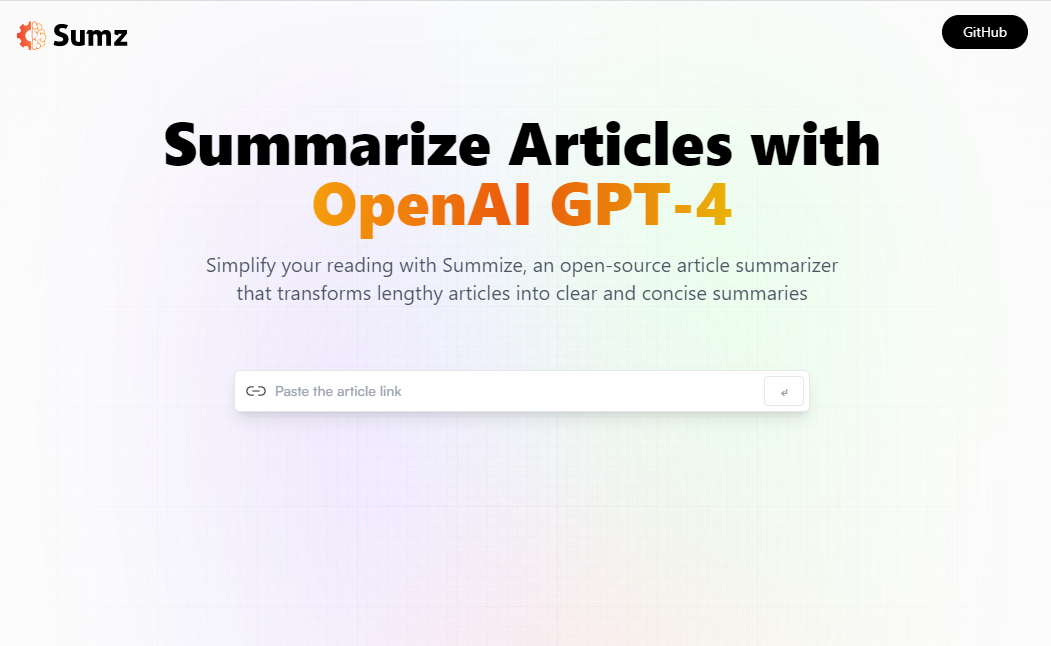 Sumz
GitHub
Summarize Articles with
OpenAI GPT-4
Simplify your reading with Summize, an open-source article summarizer
that transforms lengthy articles into clear and concise summaries
Paste the article link
↵